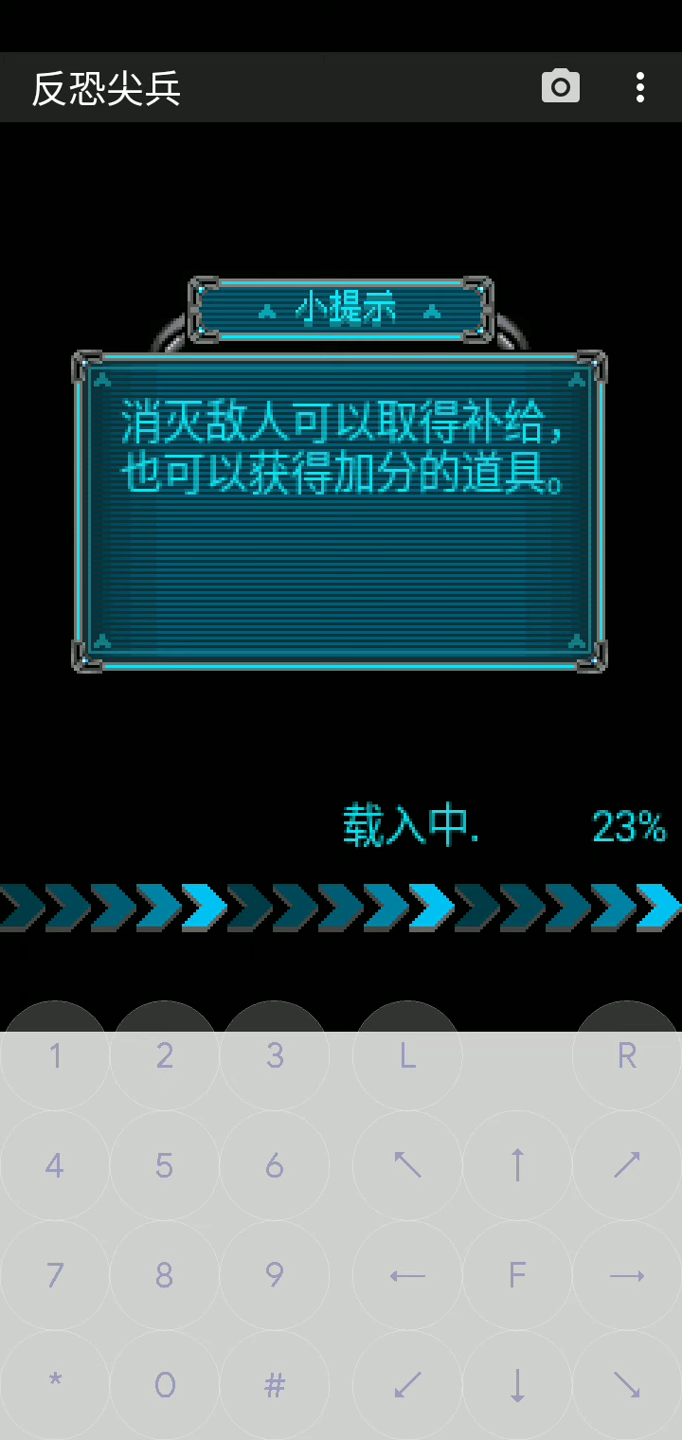 反恐尖兵
小提示
消灭敌人可以取得补给，
也可以获得加分的道具。
载入中. 23%
1 2 3 L R
4 5 6 ↖ ↑ ↗
7 8 9 ← F →
* 0 # ↙ ↓ ↘